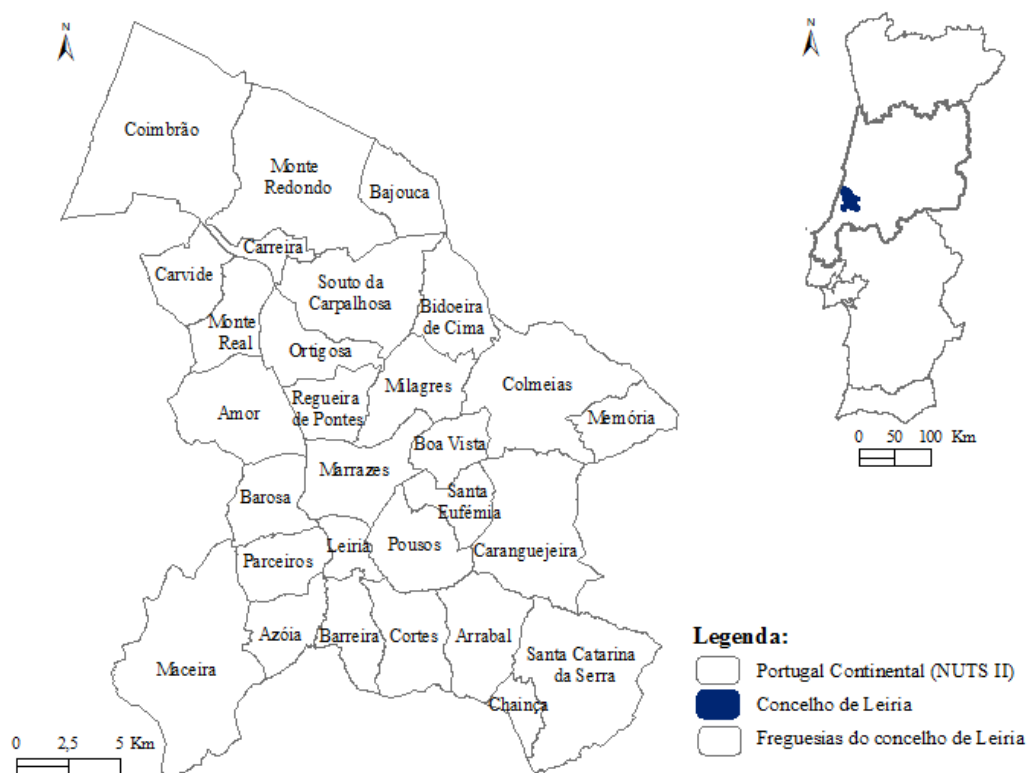 N
N
Coimbrão
Monte
Redondo
Bajouca
Carreira
Carvide
Souto da
Carpalhosa
Bidoeira
de Cima
Monte
Real
Ortigosa
Milagres
Colmeias
Amor
Regueira
de Pontes
Memória
Boa Vista
Marrazes
Barosa
Santa
Eufémia
Leiria
Pousos
Parceiros
Caranguejeira
Azóia
Barreira
Cortes
Arrabal
Maceira
Santa Catarina
da Serra
Chainça
0 2,5 5 Km
0 50 100 Km
Legenda:
Portugal Continental (NUTS II)
Concelho de Leiria
Freguesias do concelho de Leiria